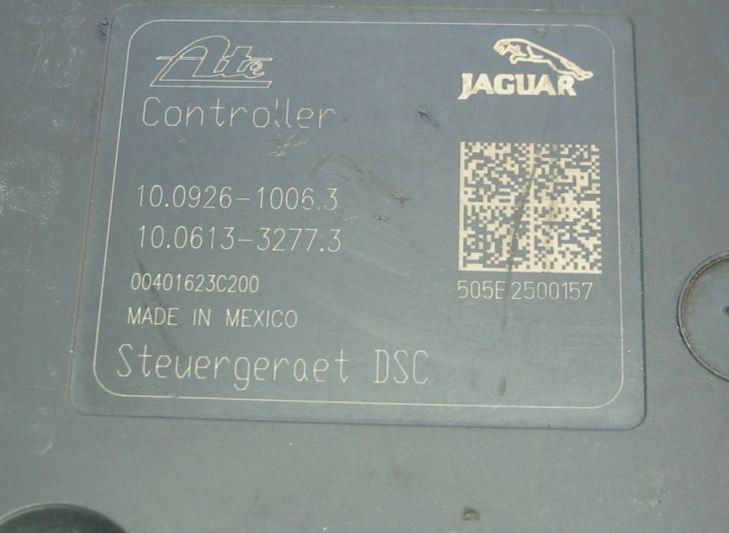 Ate
JAGUAR
Controller
10.0926-1006.3
10.0613-3277.3
00401623C200
505E2500157
MADE IN MEXICO
Steuergeraet DSC